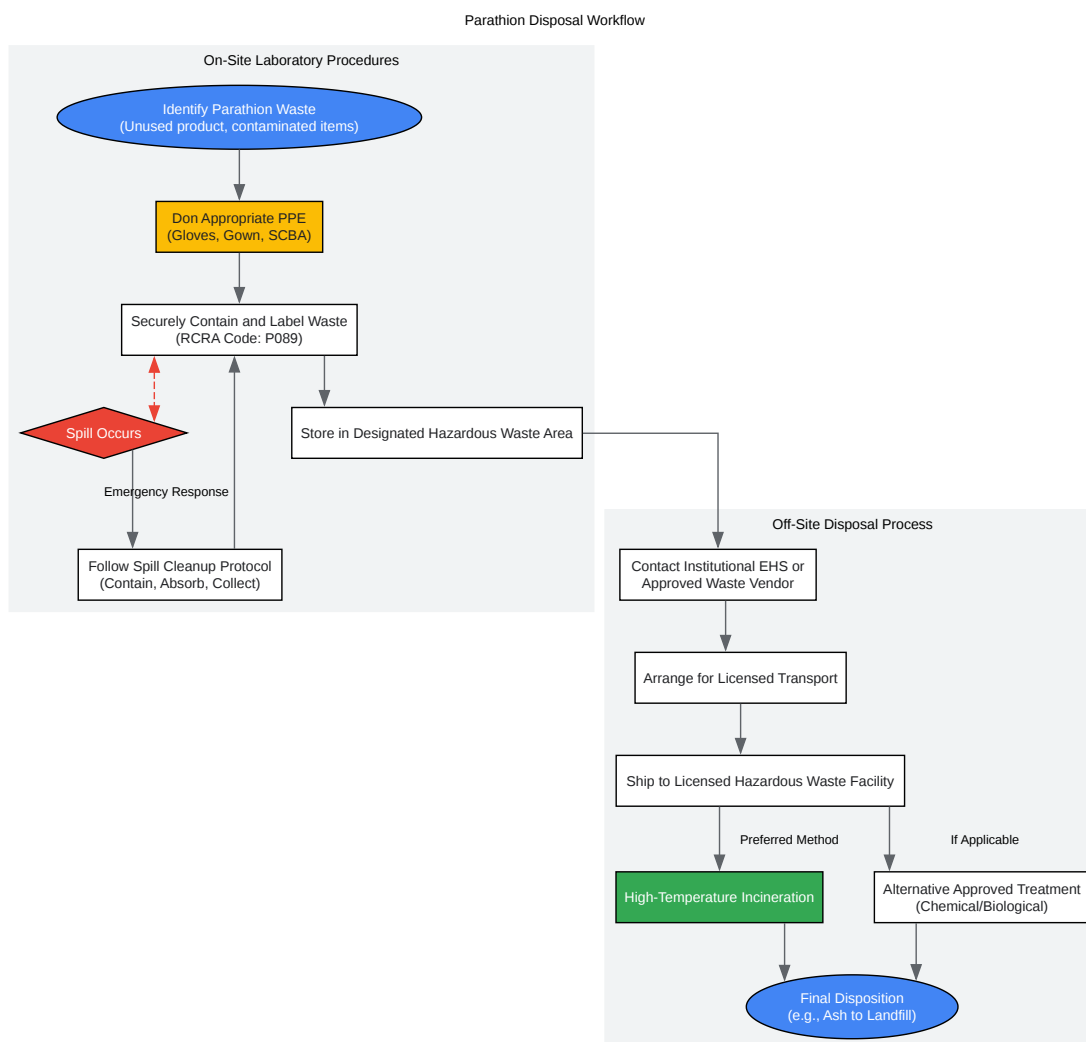 Parathion Disposal Workflow
On-Site Laboratory Procedures
Identify Parathion Waste
(Unused product, contaminated items)
Don Appropriate PPE
(Gloves, Gown, SCBA)
Securely Contain and Label Waste
(RCRA Code: P089)
Spill Occurs
Store in Designated Hazardous Waste Area
Emergency Response
Follow Spill Cleanup Protocol
(Contain, Absorb, Collect)
Off-Site Disposal Process
Contact Institutional EHS or
Approved Waste Vendor
Arrange for Licensed Transport
Ship to Licensed Hazardous Waste Facility
Preferred Method
If Applicable
High-Temperature Incineration
Alternative Approved Treatment
(Chemical/Biological)
Final Disposition
(e.g., Ash to Landfill)